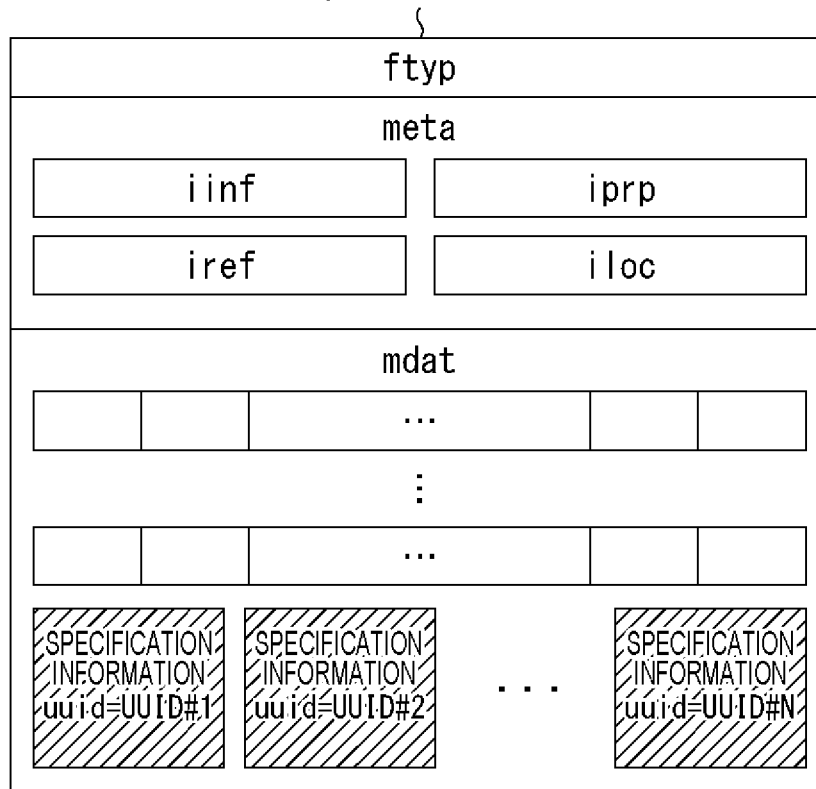 ftyp
meta
iinf
iprp
iref
iloc
mdat
...
⋮
...
SPECIFICATION
INFORMATION
uuid=UUID#1
SPECIFICATION
INFORMATION
uuid=UUID#2
...
SPECIFICATION
INFORMATION
uuid=UUID#N